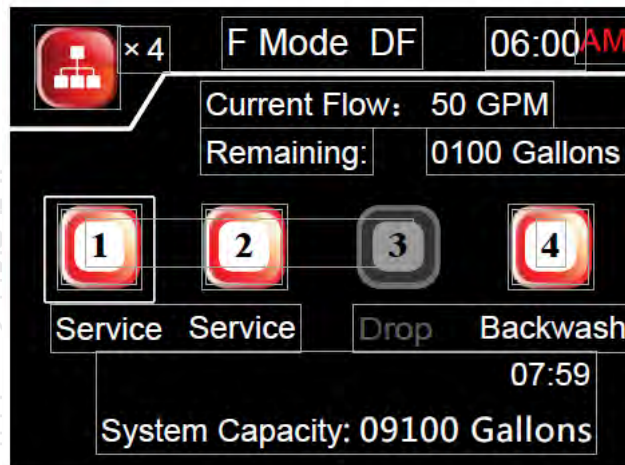 × 4 F Mode DF 06:00AM
Current Flow： 50 GPM
Remaining: 0100 Gallons
1 2 3 4
Service Service Drop Backwash
07:59
System Capacity: 09100 Gallons